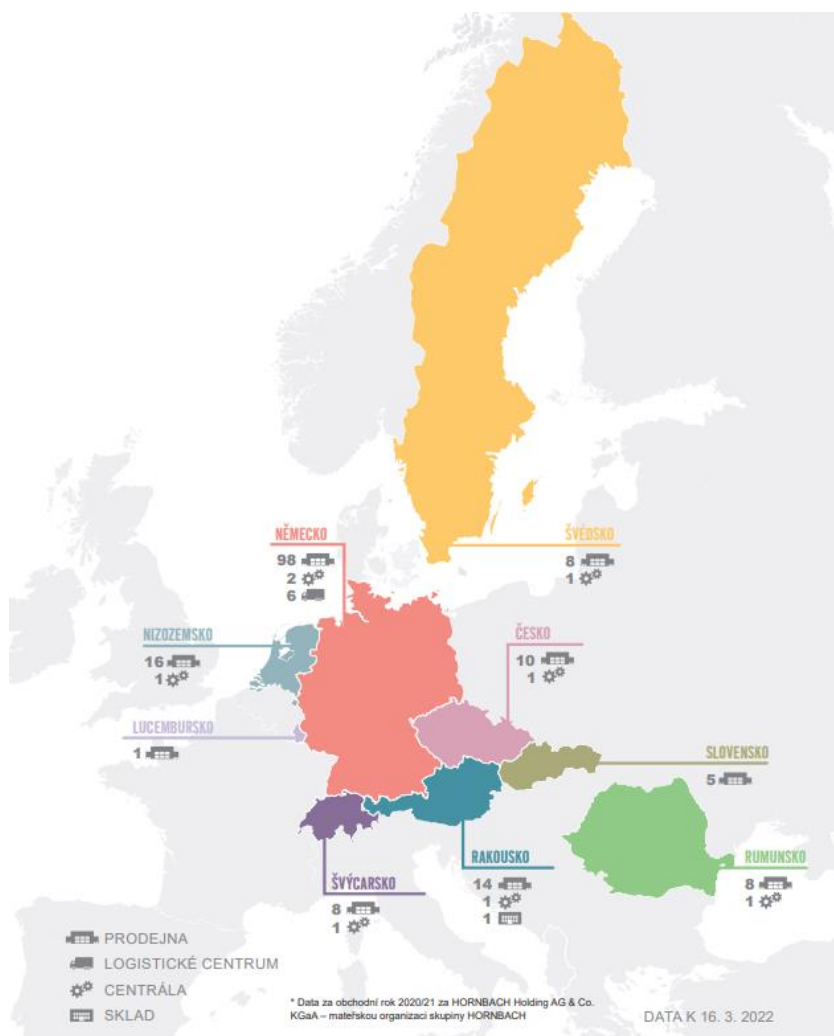 NĚMECKO
98
2
6
ŠVÉDSKO
8
1
NIZOZEMSKO
16
1
ČESKO
10
1
LUCEMBURSKO
1
SLOVENSKO
5
ŠVÝCARSKO
8
1
RAKOUSKO
14
1
1
RUMUNSKO
8
1
PRODEJNA
LOGISTICKÉ CENTRUM
CENTRÁLA
SKLAD
* Data za obchodní rok 2020/21 za HORNBACH Holding AG & Co.
KGaA – mateřskou organizaci skupiny HORNBACH
DATA K 16. 3. 2022